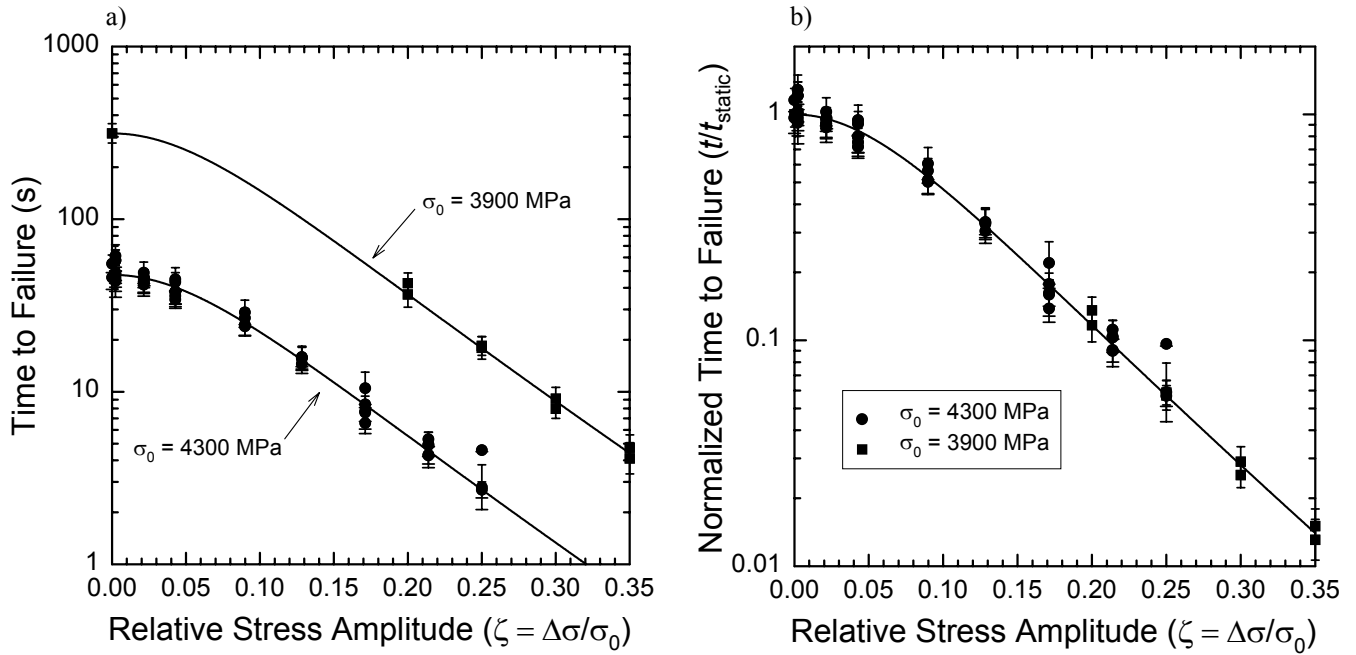 a)
1000
100
10
1
Time to Failure (s)
σ0 = 3900 MPa
σ0 = 4300 MPa
0.00 0.05 0.10 0.15 0.20 0.25 0.30 0.35
Relative Stress Amplitude (ζ = Δσ/σ0)
b)
1
0.1
0.01
Normalized Time to Failure (t/tstatic)
σ0 = 4300 MPa
σ0 = 3900 MPa
0.00 0.05 0.10 0.15 0.20 0.25 0.30 0.35
Relative Stress Amplitude (ζ = Δσ/σ0)